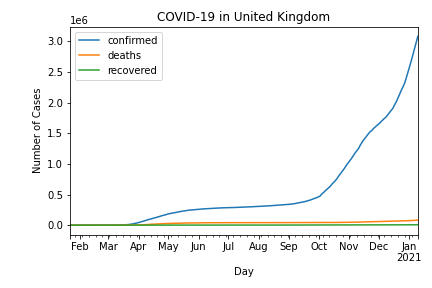 COVID-19 in United Kingdom
1e6
confirmed
deaths
recovered
3.0
2.5
2.0
1.5
1.0
0.5
0.0
Number of Cases
Feb Mar Apr May Jun Jul Aug Sep Oct Nov Dec Jan
2021
Day